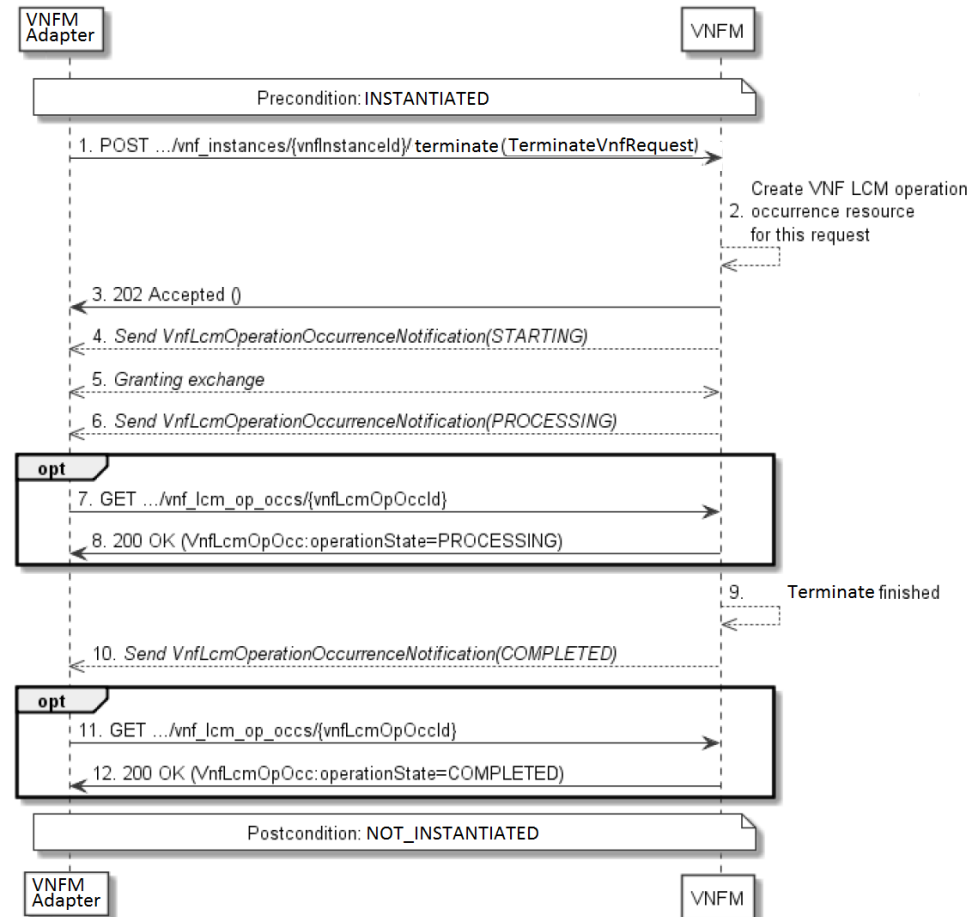 VNFM
Adapter
VNFM
Precondition: INSTANTIATED
1. POST .../vnf_instances/{vnfInstanceId}/ terminate (TerminateVnfRequest)
Create VNF LCM operation
2. occurrence resource
for this request
3. 202 Accepted ()
4. Send VnfLcmOperationOccurrenceNotification(STARTING)
5. Granting exchange
6. Send VnfLcmOperationOccurrenceNotification(PROCESSING)
opt
7. GET .../vnf_lcm_op_occs/{vnfLcmOpOccId}
8. 200 OK (VnfLcmOpOcc:operationState=PROCESSING)
9. Terminate finished
10. Send VnfLcmOperationOccurrenceNotification(COMPLETED)
opt
11. GET .../vnf_lcm_op_occs/{vnfLcmOpOccId}
12. 200 OK (VnfLcmOpOcc:operationState=COMPLETED)
Postcondition: NOT_INSTANTIATED
VNFM
Adapter
VNFM